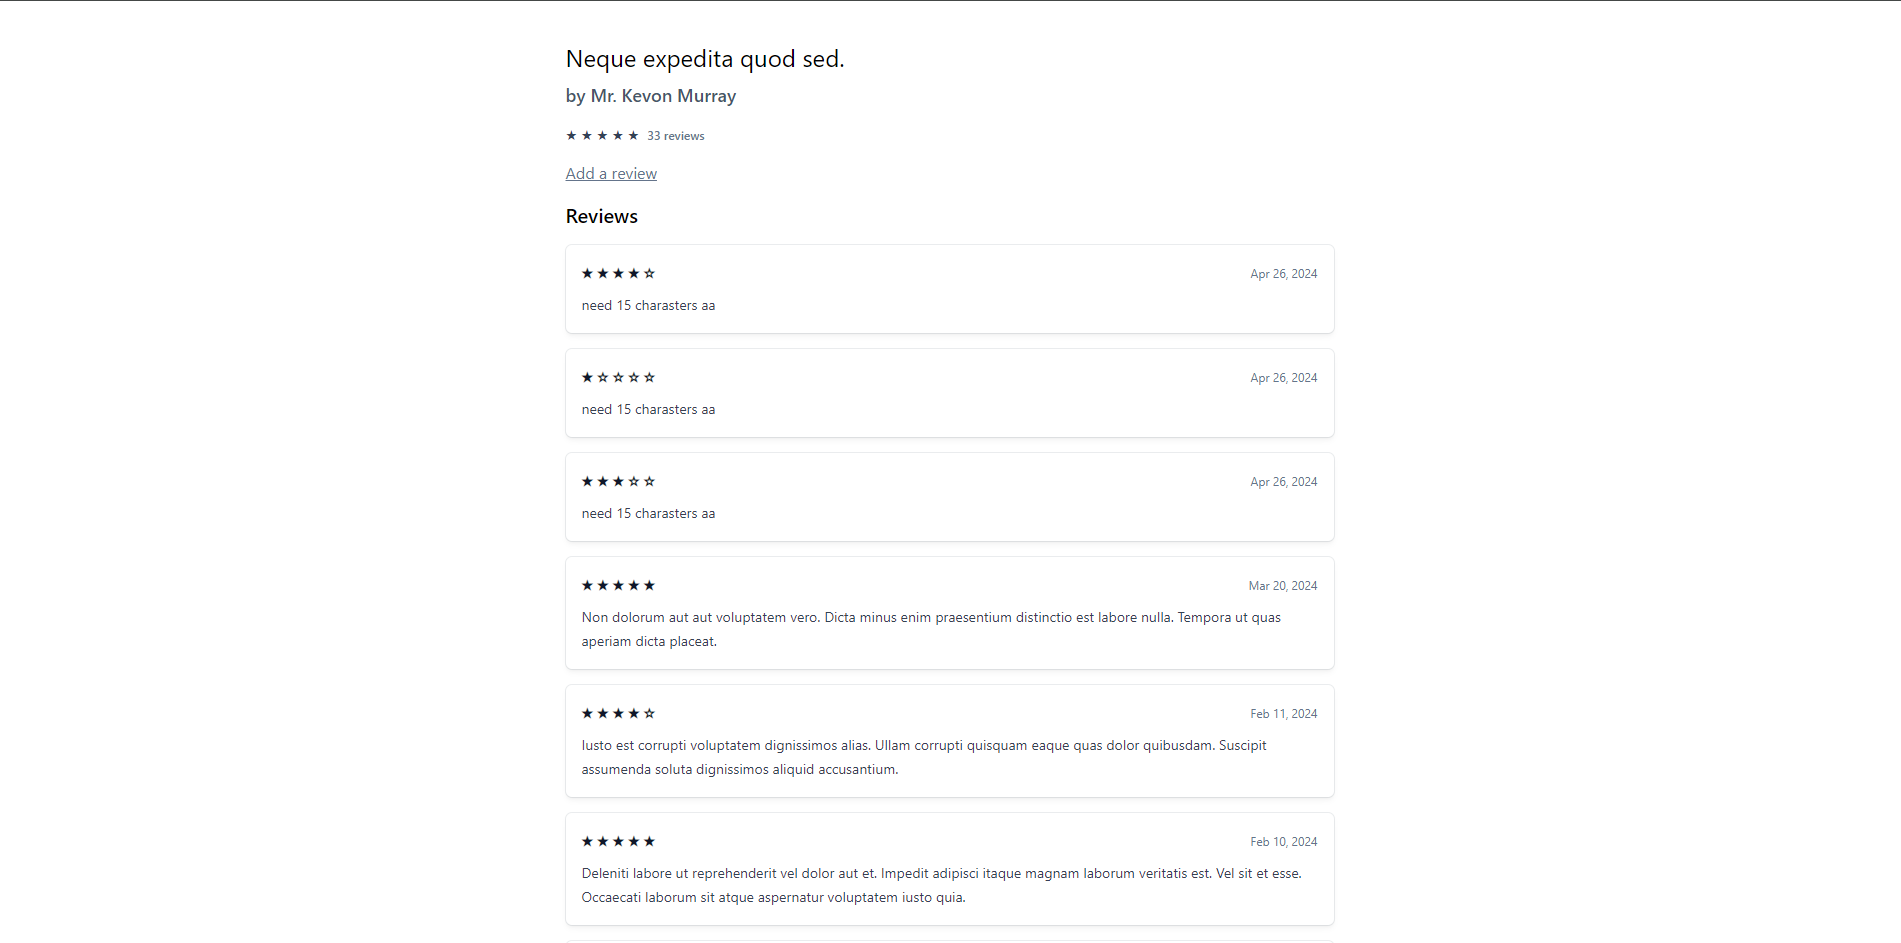 Neque expedita quod sed.
by Mr. Kevon Murray
★ ★ ★ ★ ★ 33 reviews
Add a review
Reviews
★★★★☆ Apr 26, 2024
need 15 charasters aa
★☆☆☆☆ Apr 26, 2024
need 15 charasters aa
★★★☆☆ Apr 26, 2024
need 15 charasters aa
★★★★★ Mar 20, 2024
Non dolorum aut aut voluptatem vero. Dicta minus enim praesentium distinctio est labore nulla. Tempora ut quas
aperiam dicta placeat.
★★★★☆ Feb 11, 2024
Iusto est corrupti voluptatem dignissimos alias. Ullam corrupti quisquam eaque quas dolor quibusdam. Suscipit
assumenda soluta dignissimos aliquid accusantium.
★★★★★ Feb 10, 2024
Deleniti labore ut reprehenderit vel dolor aut et. Impedit adipisci itaque magnam laborum veritatis est. Vel sit et esse.
Occaecati laborum sit atque aspernatur voluptatem iusto quia.